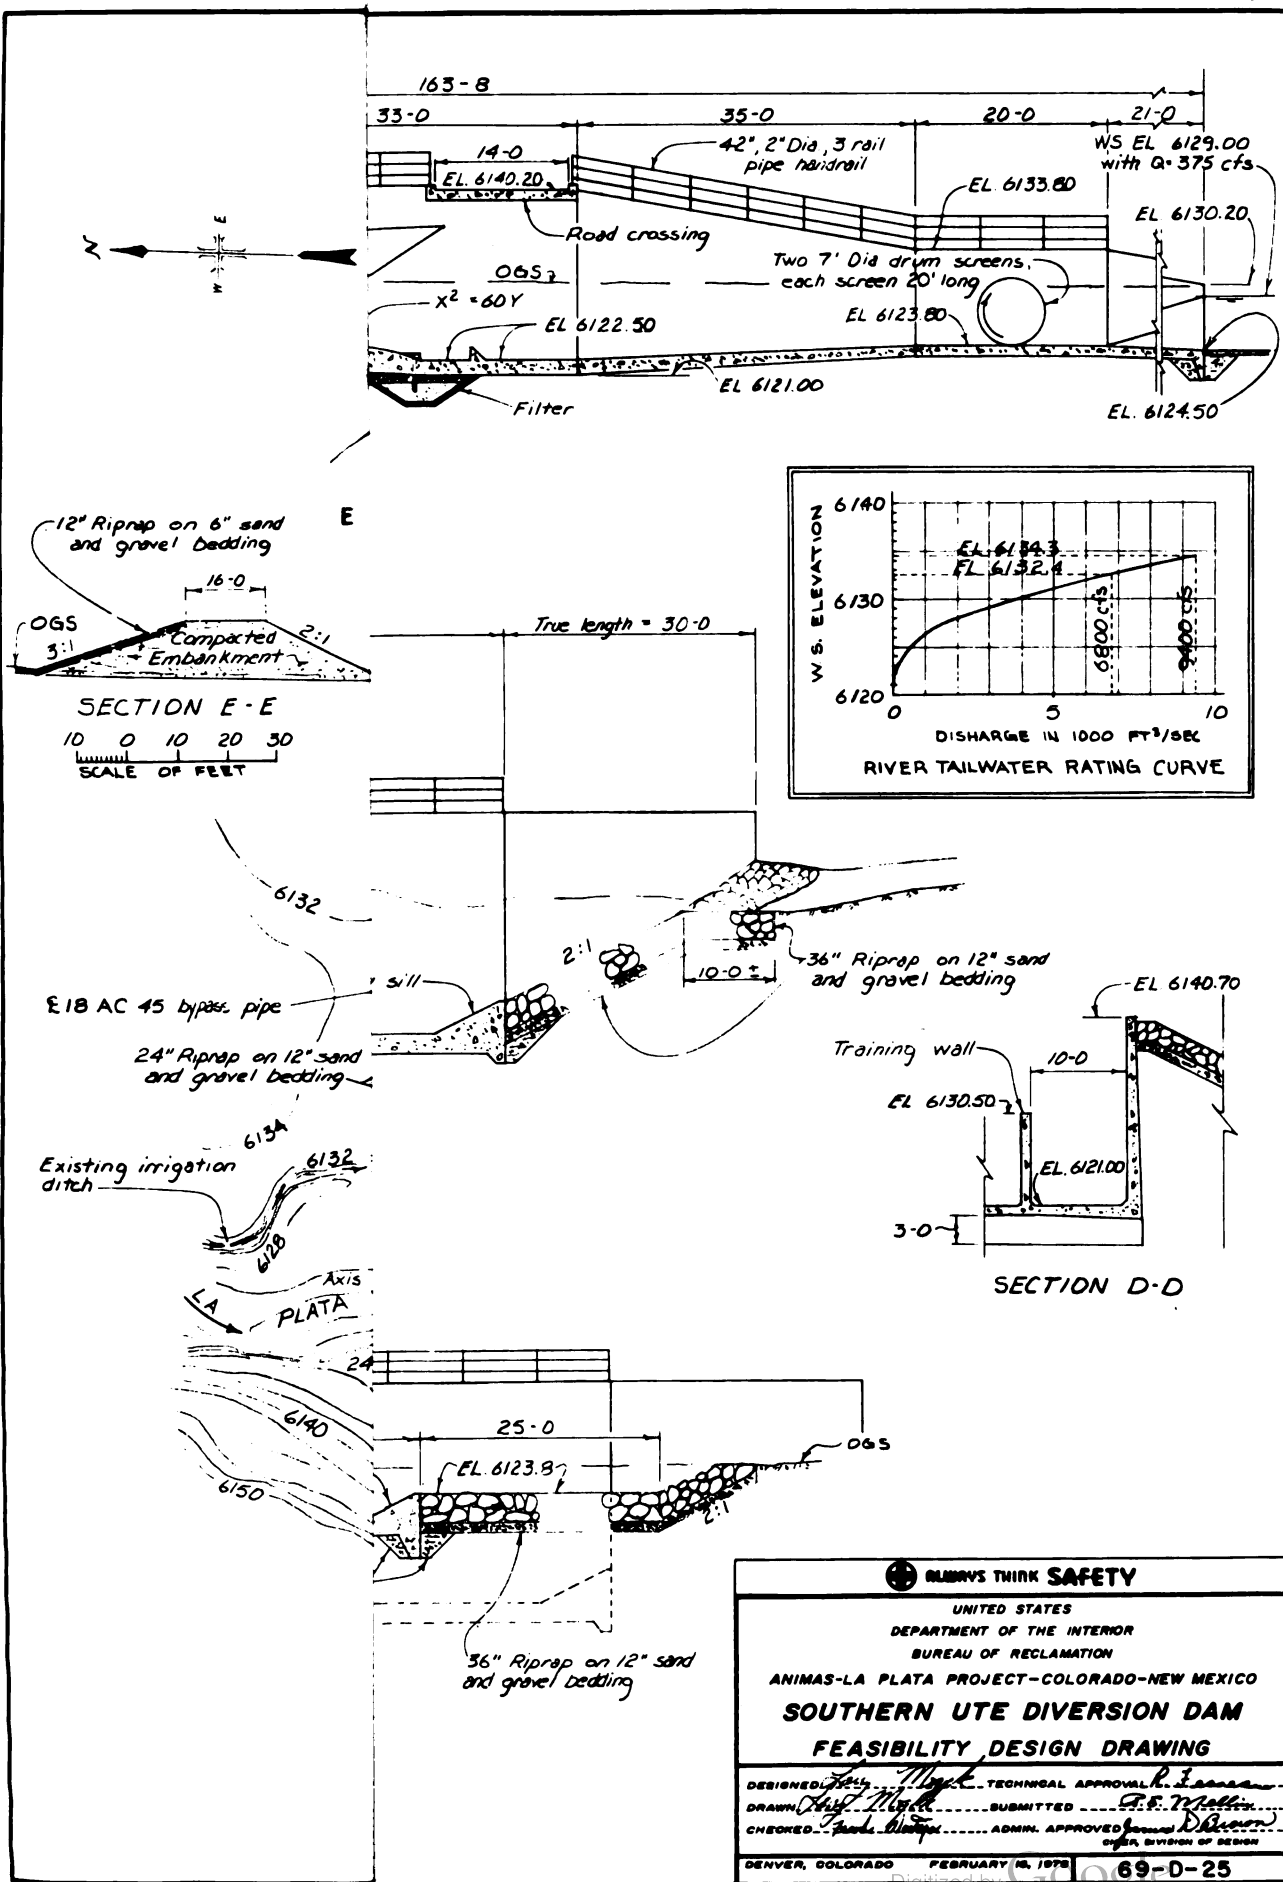 163-8
33-0
35-0
20-0
21-0
14-0
EL. 6140.20
42", 2" Dia, 3 rail
pipe handrail
WS EL 6129.00
with Q=375 cfs
EL. 6133.80
EL 6130.20
Road crossing
N
E
W
OGS
Two 7' Dia drum screens,
each screen 20' long
X² = 60Y
EL 6122.50
EL 6123.80
EL 6121.00
Filter
EL. 6124.50
12" Riprap on 6" sand
and gravel bedding
E
16-0
OGS
3:1
Compacted
Embankment
2:1
SECTION E-E
10 0 10 20 30
SCALE OF FEET
True length = 30-0
W.S. ELEVATION
6140
6130
6120
EL 6134.3
EL 6132.4
6800 cfs
9400 cfs
0 5 10
DISHARGE IN 1000 FT³/SEC
RIVER TAILWATER RATING CURVE
6132
sill
2:1
10-0 ±
36" Riprap on 12" sand
and gravel bedding
18 AC 45 bypass pipe
24" Riprap on 12" sand
and gravel bedding
6134
Existing irrigation
ditch
6132
6128
Axis
LA PLATA
EL 6140.70
Training wall
10-0
EL 6130.50
EL. 6121.00
3-0
SECTION D-D
24
6140
6150
25-0
EL. 6123.8
OGS
2:1
36" Riprap on 12" sand
and gravel bedding
ALWAYS THINK SAFETY
UNITED STATES
DEPARTMENT OF THE INTERIOR
BUREAU OF RECLAMATION
ANIMAS-LA PLATA PROJECT-COLORADO-NEW MEXICO
SOUTHERN UTE DIVERSION DAM
FEASIBILITY DESIGN DRAWING
DESIGNED TECHNICAL APPROVAL
DRAWN SUBMITTED
CHECKED ADMIN. APPROVED
CHIEF, DIVISION OF DESIGN
DENVER, COLORADO FEBRUARY
69-D-25
Digitized by Google